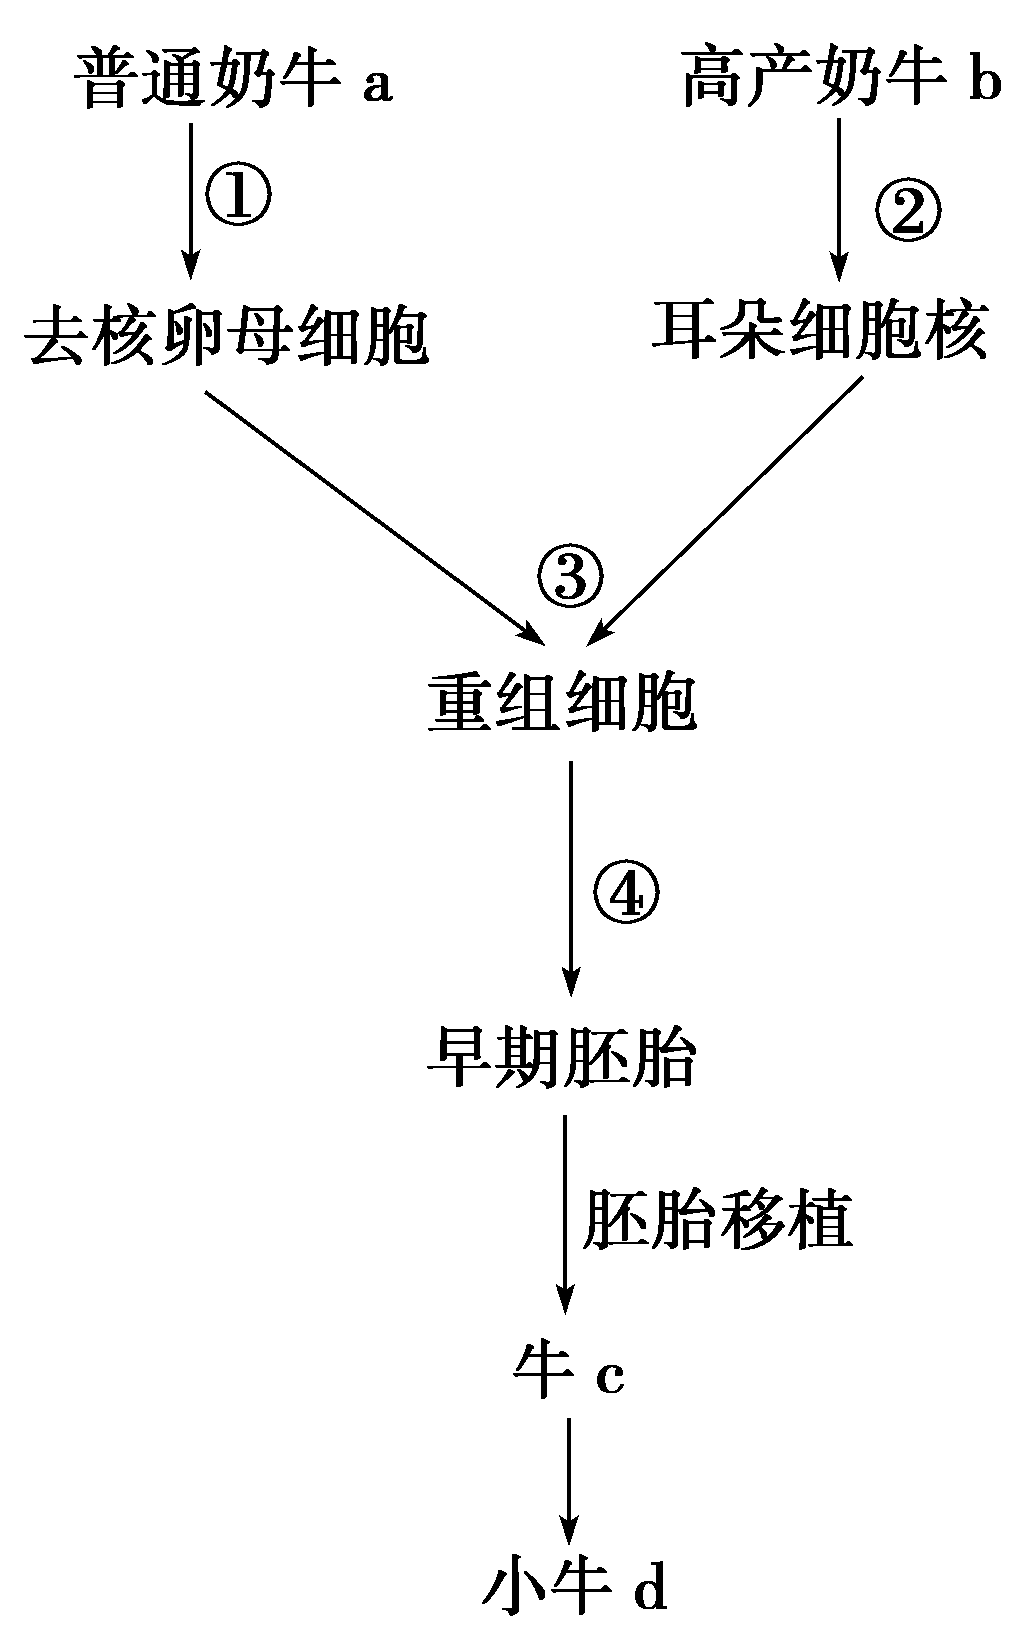 普通奶牛 a
高产奶牛 b
①
②
去核卵母细胞
耳朵细胞核
③
重组细胞
④
早期胚胎
胚胎移植
牛 c
小牛 d